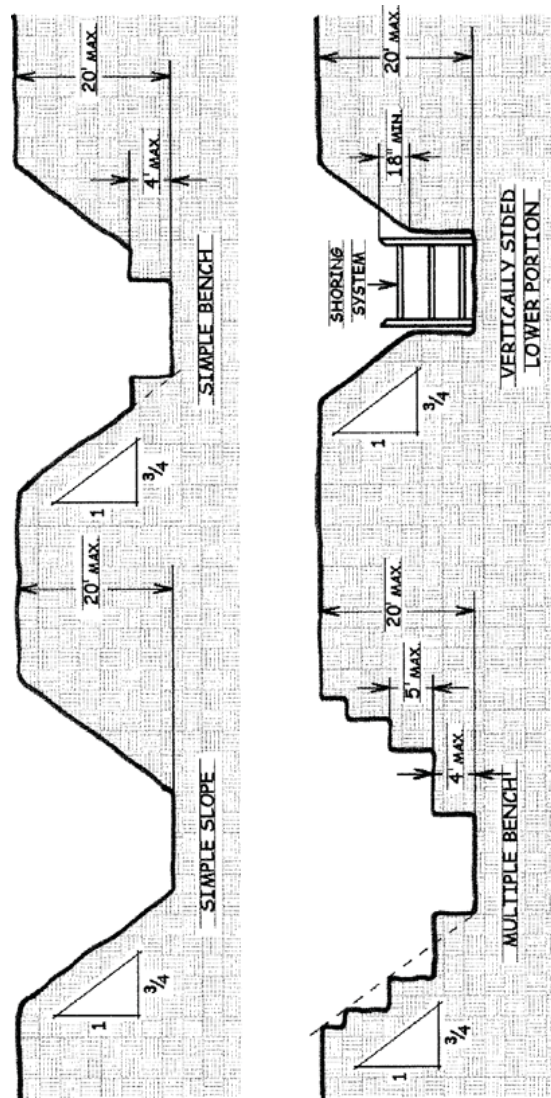 20' MAX.
1
3/4
SIMPLE SLOPE
20' MAX.
1
3/4
4' MAX.
SIMPLE BENCH
20' MAX.
1
3/4
4' MAX.
5' MAX.
MULTIPLE BENCH
20' MAX.
1
3/4
SHORING
SYSTEM
18" MIN
VERTICALLY SIDED
LOWER PORTION